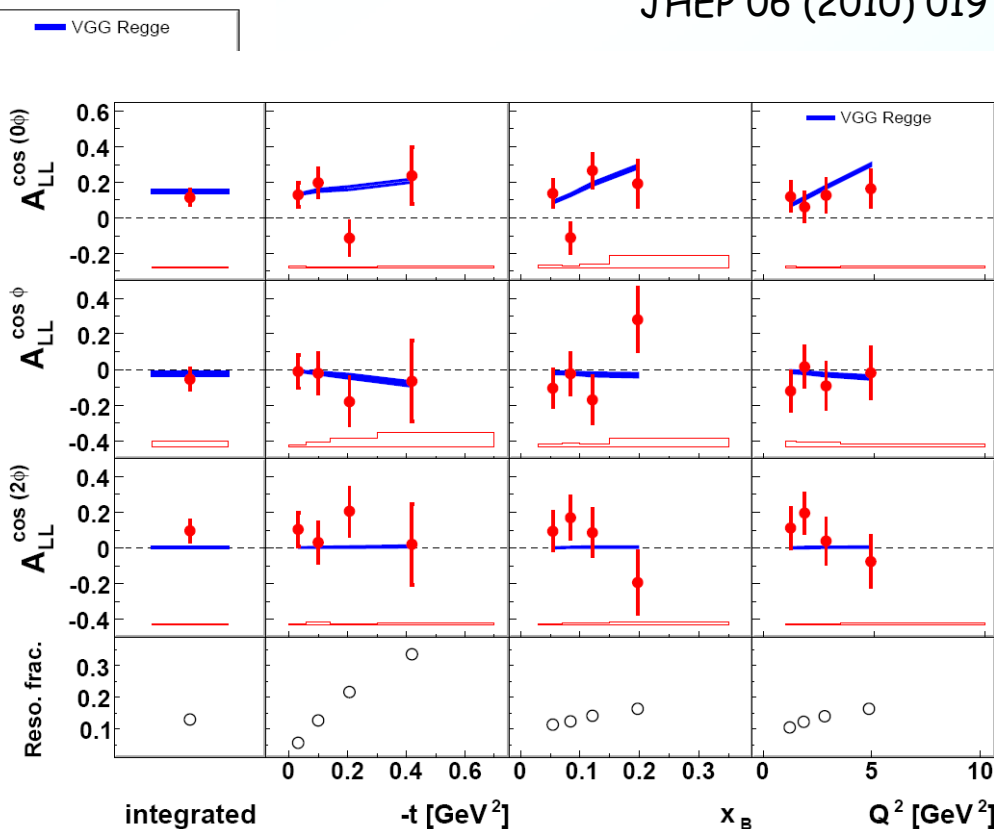 JHEP 06 (2010) 019
VGG Regge
A_LL^cos (0ϕ)
0.6
0.4
0.2
0
-0.2
VGG Regge
A_LL^cos ϕ
0.4
0.2
0
-0.2
-0.4
A_LL^cos (2ϕ)
0.4
0.2
0
-0.2
-0.4
Reso. frac.
0.3
0.2
0.1
0 0.2 0.4 0.6 0 0.1 0.2 0.3 0 5 10
integrated -t [GeV²] x_B Q² [GeV²]